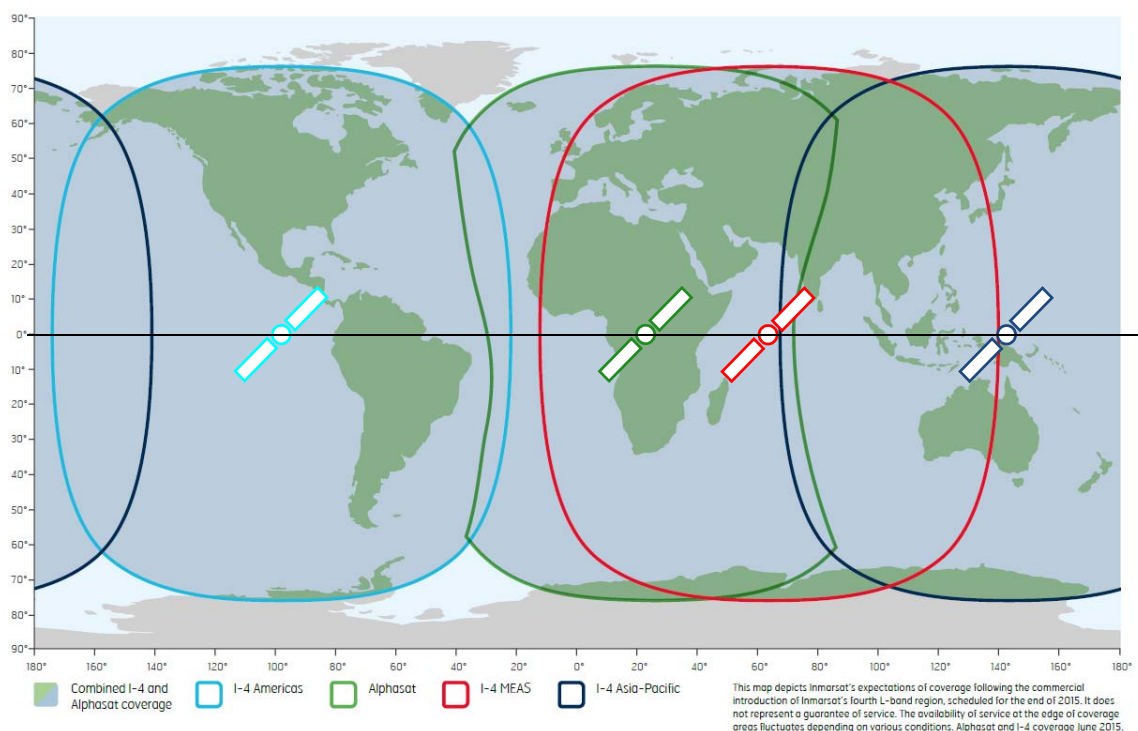 90°
80°
70°
60°
50°
40°
30°
20°
10°
0°
10°
20°
30°
40°
50°
60°
70°
80°
90°
180° 160° 140° 120° 100° 80° 60° 40° 20° 0° 20° 40° 60° 80° 100° 120° 140° 160° 180°
Combined I-4 and
Alphasat coverage
I-4 Americas
Alphasat
I-4 MEAS
I-4 Asia-Pacific
This map depicts Inmarsat's expectations of coverage following the commercial
introduction of Inmarsat's fourth L-band region, scheduled for the end of 2015. It does
not represent a guarantee of service. The availability of service at the edge of coverage
areas fluctuates depending on various conditions. Alphasat and I-4 coverage June 2015.